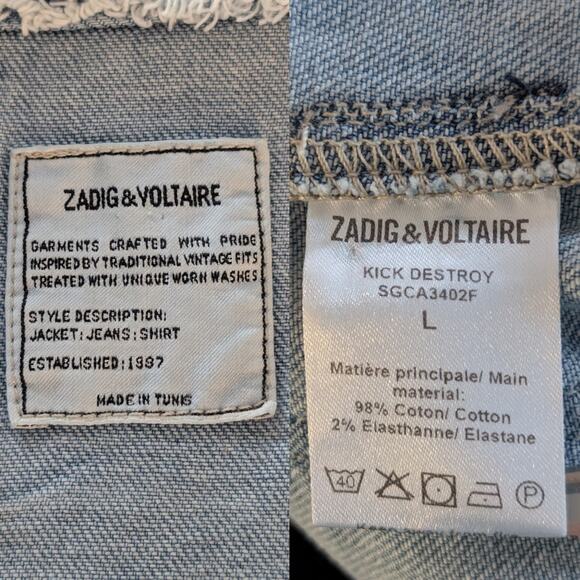 ZADIG & VOLTAIRE
GARMENTS CRAFTED WITH PRIDE
INSPIRED BY TRADITIONAL VINTAGE FITS
TREATED WITH UNIQUE WORN WASHES
STYLE DESCRIPTION:
JACKET: JEANS: SHIRT
ESTABLISHED: 1997
MADE IN TUNIS
ZADIG & VOLTAIRE
KICK DESTROY
SGCA3402F
L
Matière principale/ Main
material:
98% Coton/ Cotton
2% Elasthanne/ Elastane
40
P